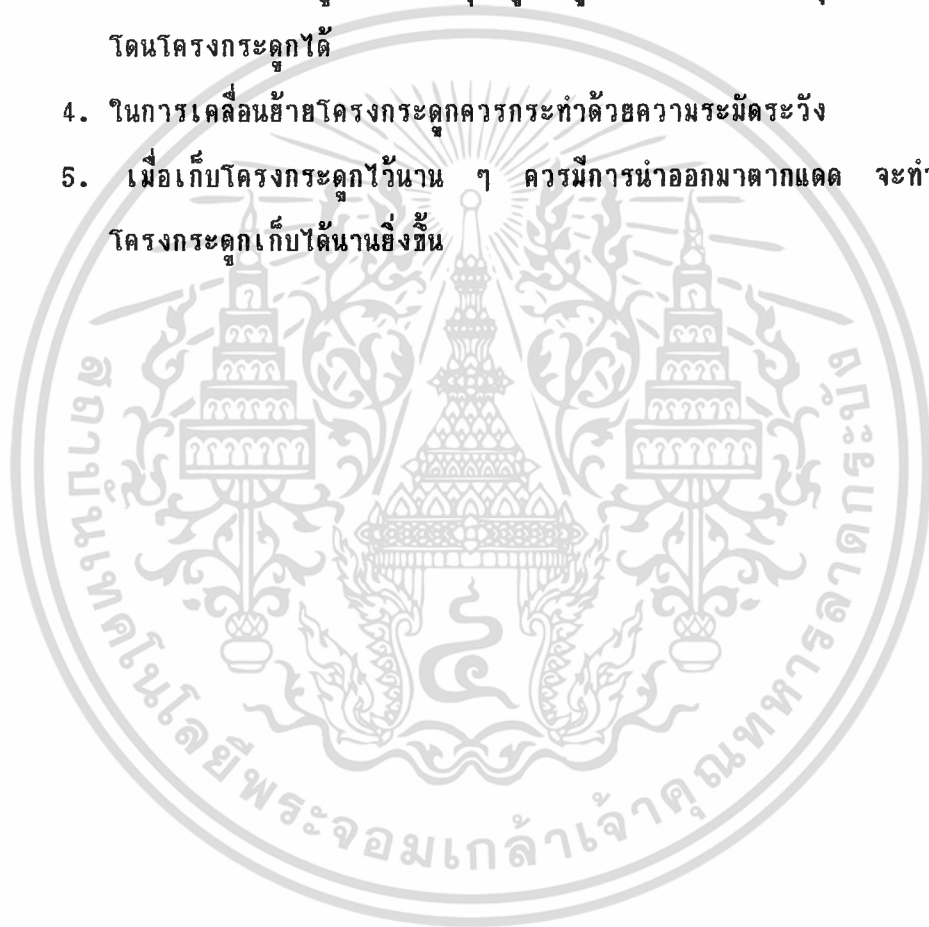 โดนโครงกระดูกได้
4. ในการเคลื่อนย้ายโครงกระดูกควรกระทำด้วยความระมัดระวัง
5. เมื่อเก็บโครงกระดูกไว้นาน ๆ ควรมีการนำออกมาตากแดด จะทำ
โครงกระดูกเก็บได้นานยิ่งขึ้น
สถาบันเทคโนโลยีพระจอมเกล้าเจ้าคุณทหารลาดกระบัง